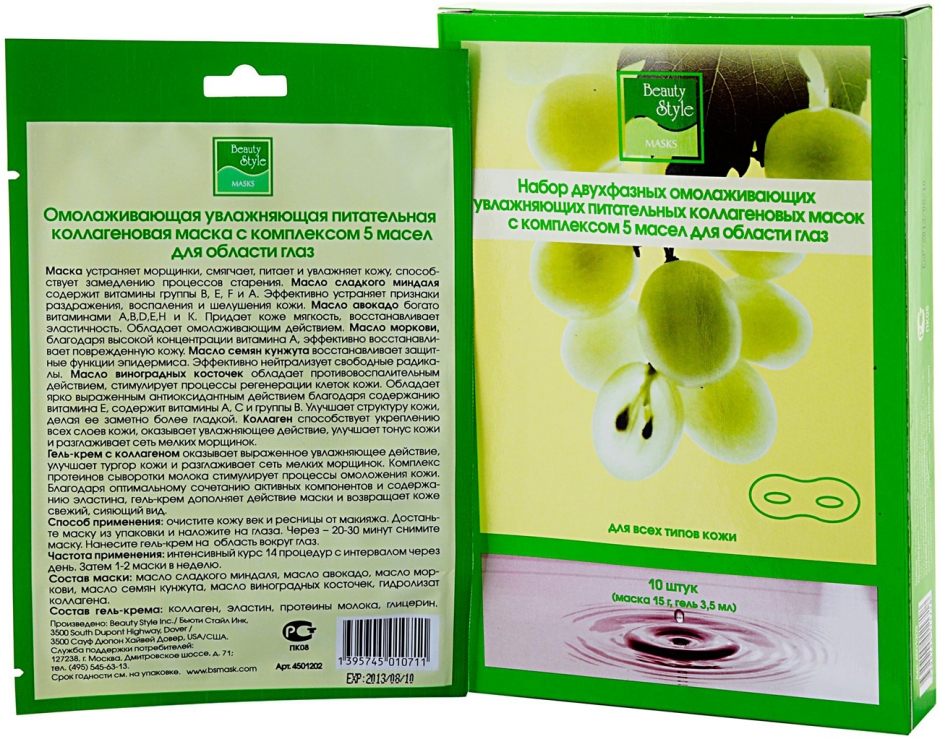 Beauty
Style
MASKS
Омолаживающая увлажняющая питательная
коллагеновая маска с комплексом 5 масел
для области глаз
Маска устраняет морщинки, смягчает, питает и увлажняет кожу, способ-
ствует замедлению процессов старения. Масло сладкого миндаля
содержит витамины группы В, Е, F и А. Эффективно устраняет признаки
раздражения, воспаления и шелушения кожи. Масло авокадо богато
витаминами A,B,D,E,H и К. Придает коже мягкость, восстанавливает
эластичность. Обладает омолаживающим действием. Масло моркови,
благодаря высокой концентрации витамина А, эффективно восстанавли-
вает поврежденную кожу. Масло семян кунжута восстанавливает защит-
ные функции эпидермиса. Эффективно нейтрализует свободные радика-
лы. Масло виноградных косточек обладает противовоспалительным
действием, стимулирует процессы регенерации клеток кожи. Обладает
ярко выраженным антиоксидантным действием благодаря содержанию
витамина Е, содержит витамины А, С и группы В. Улучшает структуру кожи,
делая ее заметно более гладкой. Коллаген способствует укреплению
всех слоев кожи, оказывает увлажняющее действие, улучшает тонус кожи
и разглаживает сеть мелких морщинок.
Гель-крем с коллагеном оказывает выраженное увлажняющее действие,
улучшает тургор кожи и разглаживает сеть мелких морщинок. Комплекс
протеинов сыворотки молока стимулирует процессы омоложения кожи.
Благодаря оптимальному сочетанию активных компонентов и содержа-
нию эластина, гель-крем дополняет действие маски и возвращает коже
свежий, сияющий вид.
Способ применения: очистите кожу век и ресницы от макияжа. Достань-
те маску из упаковки и наложите на глаза. Через – 20-30 минут снимите
маску. Нанесите гель-крем на область вокруг глаз.
Частота применения: интенсивный курс 14 процедур с интервалом через
день. Затем 1-2 маски в неделю.
Состав маски: масло сладкого миндаля, масло авокадо, масло мор-
кови, масло семян кунжута, масло виноградных косточек, гидролизат
коллагена.
Состав гель-крема: коллаген, эластин, протеины молока, глицерин,
Произведено: Beauty Style Inc./ Бьюти Стайл Инк,
3500 South Dupont Highway, Dover /
3500 Сауф Дюпон Хайвей Довер, USA/США.
Служба поддержки потребителей:
127238, г. Москва, Дмитровское шоссе, д. 71;
тел. (495) 545-63-13.
Срок годности см. на упаковке. www.bsmask.com
ПК08
Арт. 4501202
1395745010711
EXP:2013/08/10
Beauty
Style
MASKS
Набор двухфазных омолаживающих
увлажняющих питательных коллагеновых масок
с комплексом 5 масел для области глаз
для всех типов кожи
10 штук
(маска 15 г, гель 3,5 мл)
ПК08